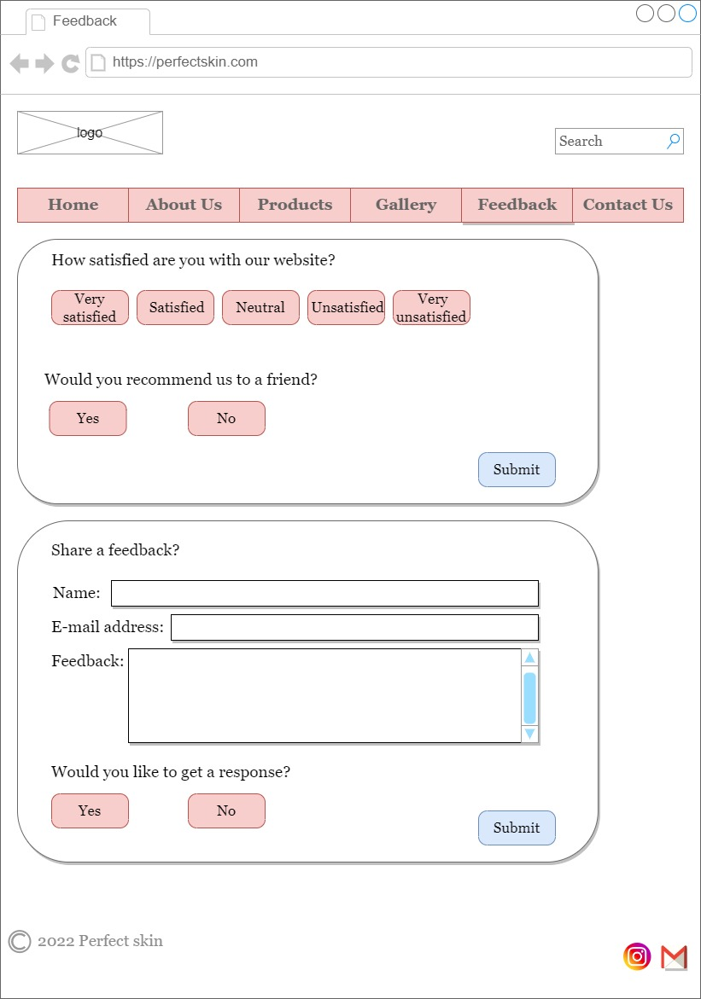 Feedback
https://perfectskin.com
logo
Search
Home About Us Products Gallery Feedback Contact Us
How satisfied are you with our website?
Very satisfied Satisfied Neutral Unsatisfied Very unsatisfied
Would you recommend us to a friend?
Yes No
Submit
Share a feedback?
Name:
E-mail address:
Feedback:
Would you like to get a response?
Yes No
Submit
© 2022 Perfect skin